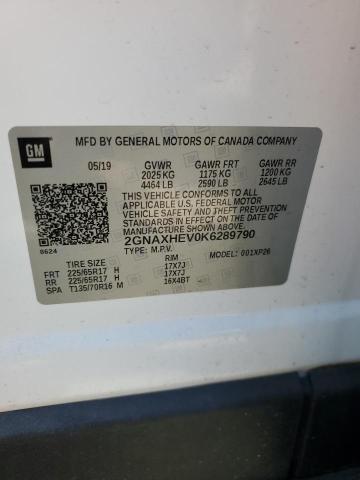 GM
MFD BY GENERAL MOTORS OF CANADA COMPANY
05/19 GVWR GAWR FRT GAWR RR
2025 KG 1175 KG 1200 KG
4464 LB 2590 LB 2645 LB
THIS VEHICLE CONFORMS TO ALL APPLICABLE U.S. FEDERAL MOTOR VEHICLE SAFETY, BUMPER, AND THEFT PREVENTION STANDARDS IN EFFECT ON THE DATE OF MANUFACTURE SHOWN ABOVE.
2GNAXHEV0K6289790
TYPE: M.P.V. MODEL: 001XP26
8624
TIRE SIZE RIM
FRT 225/65R17 H 17X7J
RR 225/65R17 H 17X7J
SPA T135/70R16 M 16X4BT